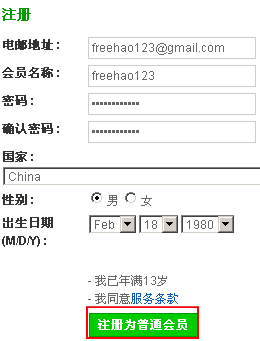 注册
电邮地址： freehao123@gmail.com
会员名称： freehao123
密码： ••••••••••••
确认密码： ••••••••••••
国家：
China
性别： 男 女
出生日期 Feb 18 1980
(M/D/Y)：
- 我已年满13岁
- 我同意服务条款
注册为普通会员